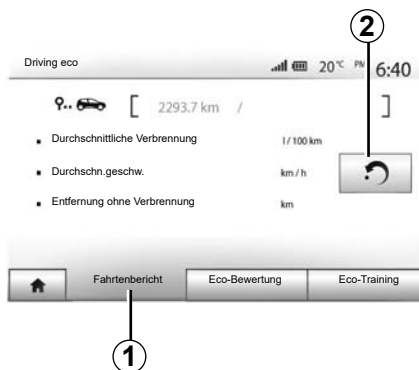 2
Driving eco 20°C PM 6:40
[ 2293.7 km / ]
Durchschnittliche Verbrennung l/100 km
Durchschn.geschw. km/h
Entfernung ohne Verbrennung km
Fahrtenbericht Eco-Bewertung Eco-Training
1